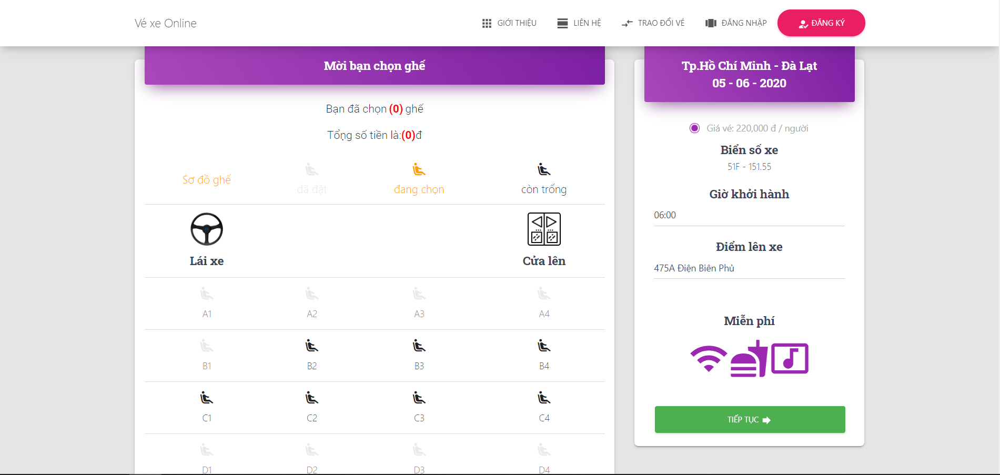 Vé xe Online
GIỚI THIỆU
LIÊN HỆ
TRAO ĐỔI VÉ
ĐĂNG NHẬP
ĐĂNG KÝ
Mời bạn chọn ghế
Bạn đã chọn (0) ghế
Tổng số tiền là:(0)đ
Sơ đồ ghế
đã đặt
đang chọn
còn trống
Lái xe
Cửa lên
A1 A2 A3 A4
B1 B2 B3 B4
C1 C2 C3 C4
D1 D2 D3 D4
Tp.Hồ Chí Minh - Đà Lạt
05 - 06 - 2020
Giá vé: 220,000 đ / người
Biển số xe
51F - 151.55
Giờ khởi hành
06:00
Điểm lên xe
475A Điện Biên Phủ
Miễn phí
TIẾP TỤC